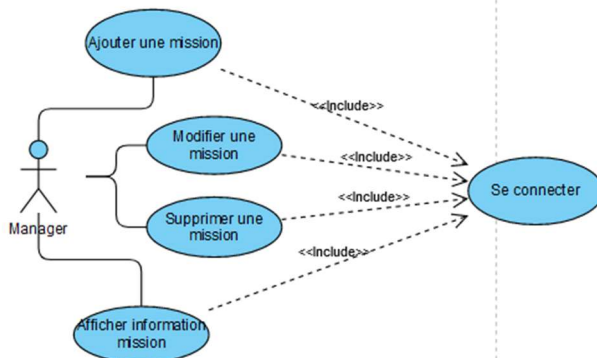 Ajouter une mission
<<Include>>
Modifier une
mission
<<Include>>
Se connecter
<<Include>>
Manager
Supprimer une
mission
<<Include>>
Afficher information
mission